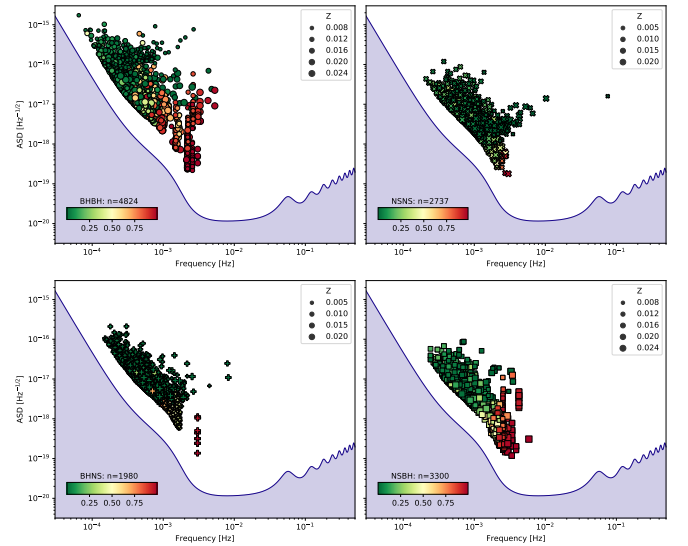 Z
0.008
0.012
0.016
0.020
0.024
10⁻¹⁵
10⁻¹⁶
10⁻¹⁷
10⁻¹⁸
10⁻¹⁹
10⁻²⁰
ASD [Hz⁻¹/²]
BHBH: n=4824
0.25 0.50 0.75
10⁻⁴ 10⁻³ 10⁻² 10⁻¹
Frequency [Hz]
Z
0.005
0.010
0.015
0.020
NSNS: n=2737
0.25 0.50 0.75
10⁻⁴ 10⁻³ 10⁻² 10⁻¹
Frequency [Hz]
Z
0.005
0.010
0.015
0.020
10⁻¹⁵
10⁻¹⁶
10⁻¹⁷
10⁻¹⁸
10⁻¹⁹
10⁻²⁰
ASD [Hz⁻¹/²]
BHNS: n=1980
0.25 0.50 0.75
10⁻⁴ 10⁻³ 10⁻² 10⁻¹
Frequency [Hz]
Z
0.008
0.012
0.016
0.020
0.024
NSBH: n=3300
0.25 0.50 0.75
10⁻⁴ 10⁻³ 10⁻² 10⁻¹
Frequency [Hz]